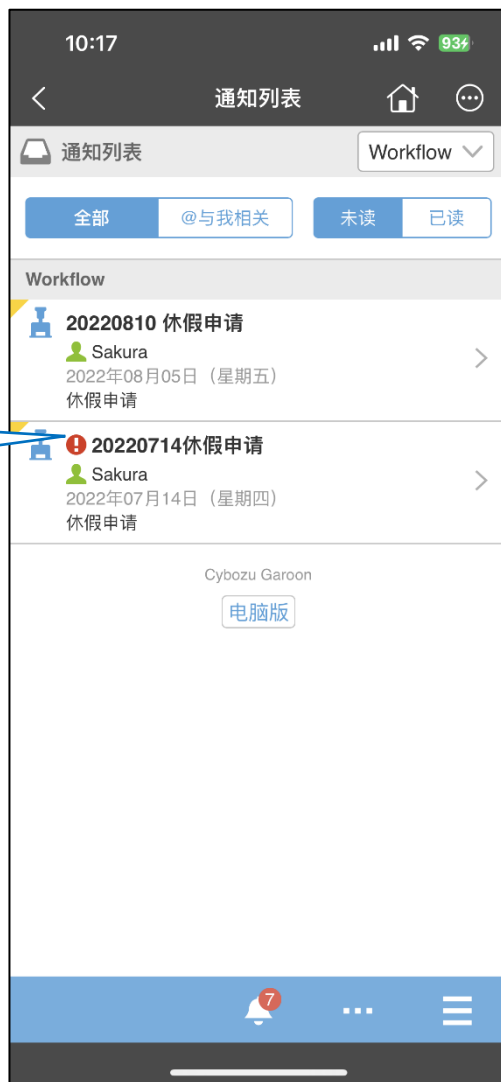 10:17
93
通知列表
通知列表
Workflow
全部
@与我相关
未读
已读
Workflow
20220810 休假申请
Sakura
2022年08月05日（星期五）
休假申请
20220714休假申请
Sakura
2022年07月14日（星期四）
休假申请
Cybozu Garoon
电脑版
7